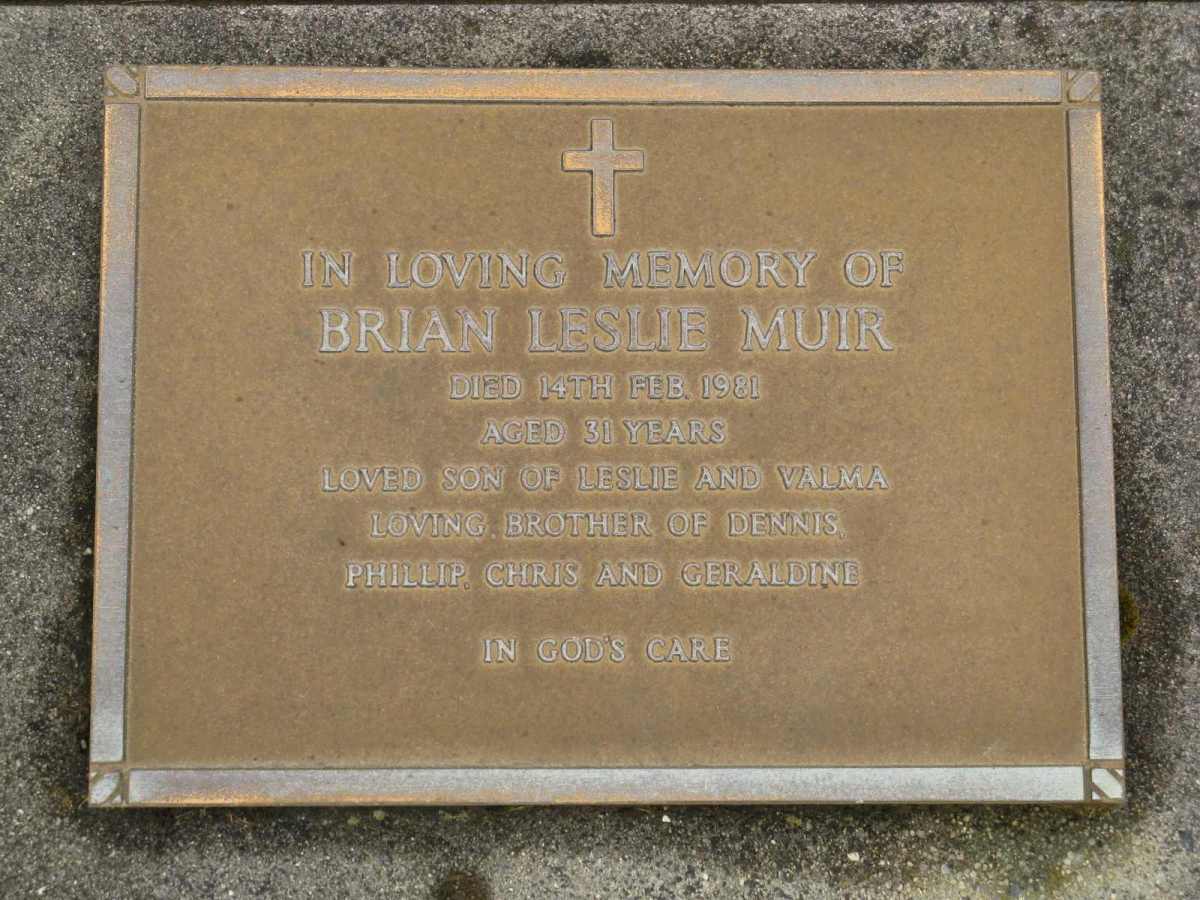 IN LOVING MEMORY OF
BRIAN LESLIE MUIR
DIED 14TH FEB. 1981
AGED 31 YEARS
LOVED SON OF LESLIE AND VALMA
LOVING BROTHER OF DENNIS,
PHILLIP, CHRIS AND GERALDINE
IN GOD'S CARE